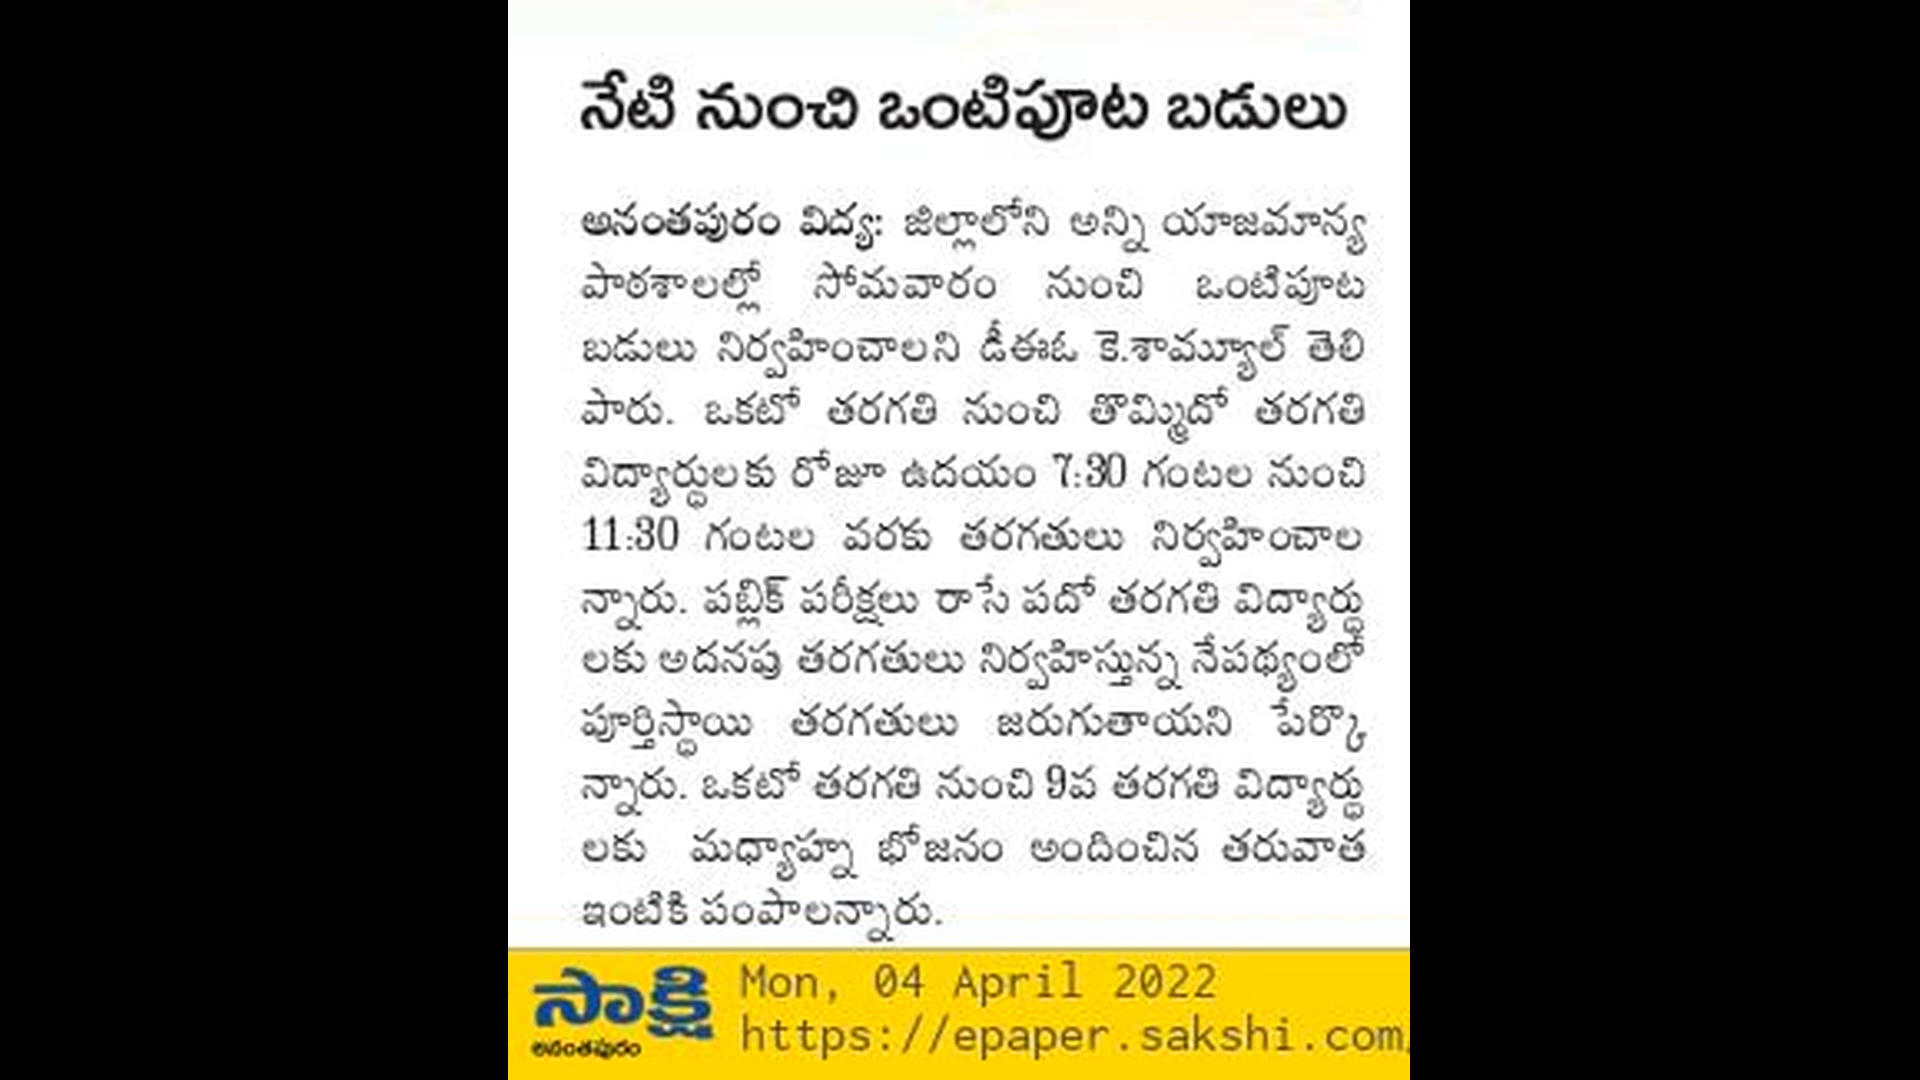 నేటి నుంచి ఒంటిపూట బడులు
అనంతపురం విద్య: జిల్లాలోని అన్ని యాజమాన్య
పాఠశాలల్లో సోమవారం నుంచి ఒంటిపూట
బడులు నిర్వహించాలని డీఈఓ కె.శామ్యూల్ తెలి
పారు. ఒకటో తరగతి నుంచి తొమ్మిదో తరగతి
విద్యార్థులకు రోజూ ఉదయం 7:30 గంటల నుంచి
11:30 గంటల వరకు తరగతులు నిర్వహించాల
న్నారు. పబ్లిక్ పరీక్షలు రాసే పదో తరగతి విద్యార్థు
లకు అదనపు తరగతులు నిర్వహిస్తున్న నేపథ్యంలో
పూర్తిస్థాయి తరగతులు జరుగుతాయని పేర్కొ
న్నారు. ఒకటో తరగతి నుంచి 9వ తరగతి విద్యార్థు
లకు మధ్యాహ్న భోజనం అందించిన తరువాత
ఇంటికి పంపాలన్నారు.
సాక్షి
అనంతపురం
Mon, 04 April 2022
https://epaper.sakshi.com/